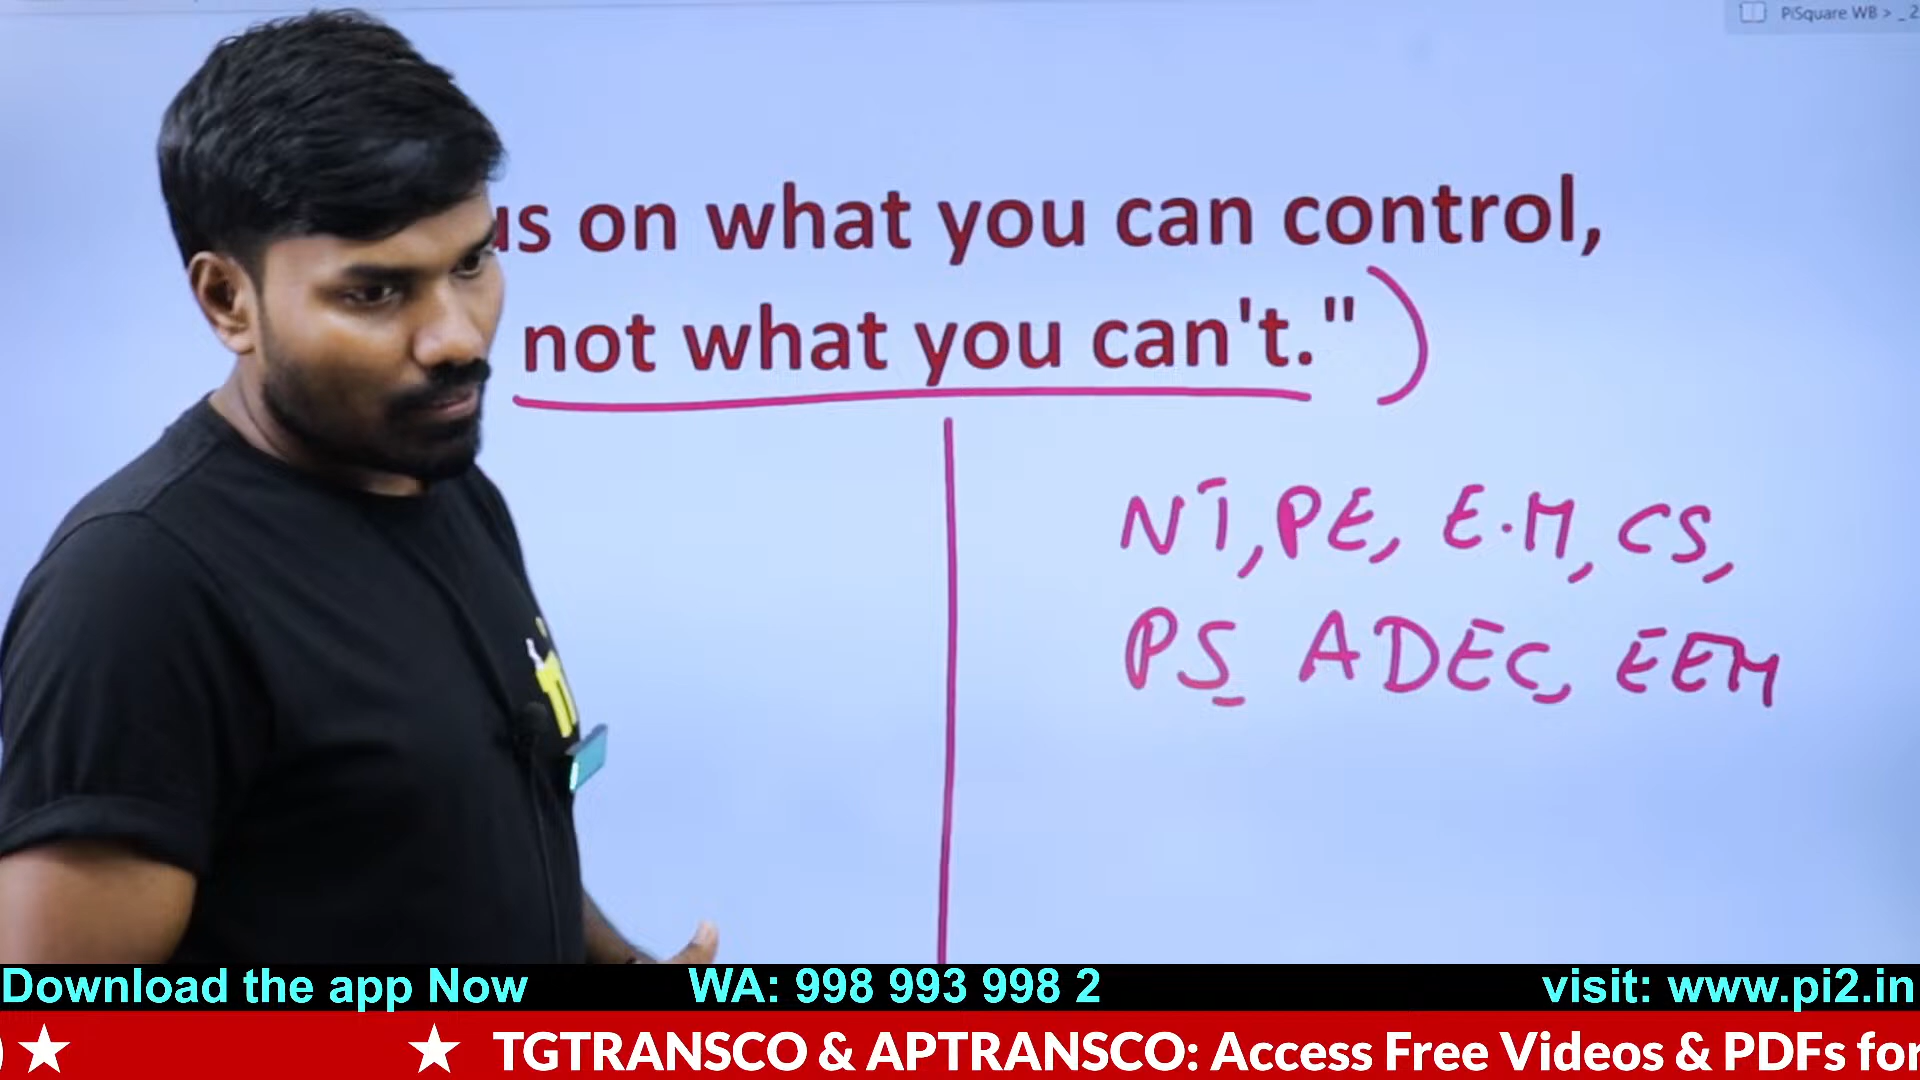 PiSquare WB > _ 2
us on what you can control,
not what you can't."
NT, PE, E.M, CS,
PS ADEC, EEM
Download the app Now WA: 998 993 998 2 visit: www.pi2.in
) ★ ★ TGTRANSCO & APTRANSCO: Access Free Videos & PDFs for